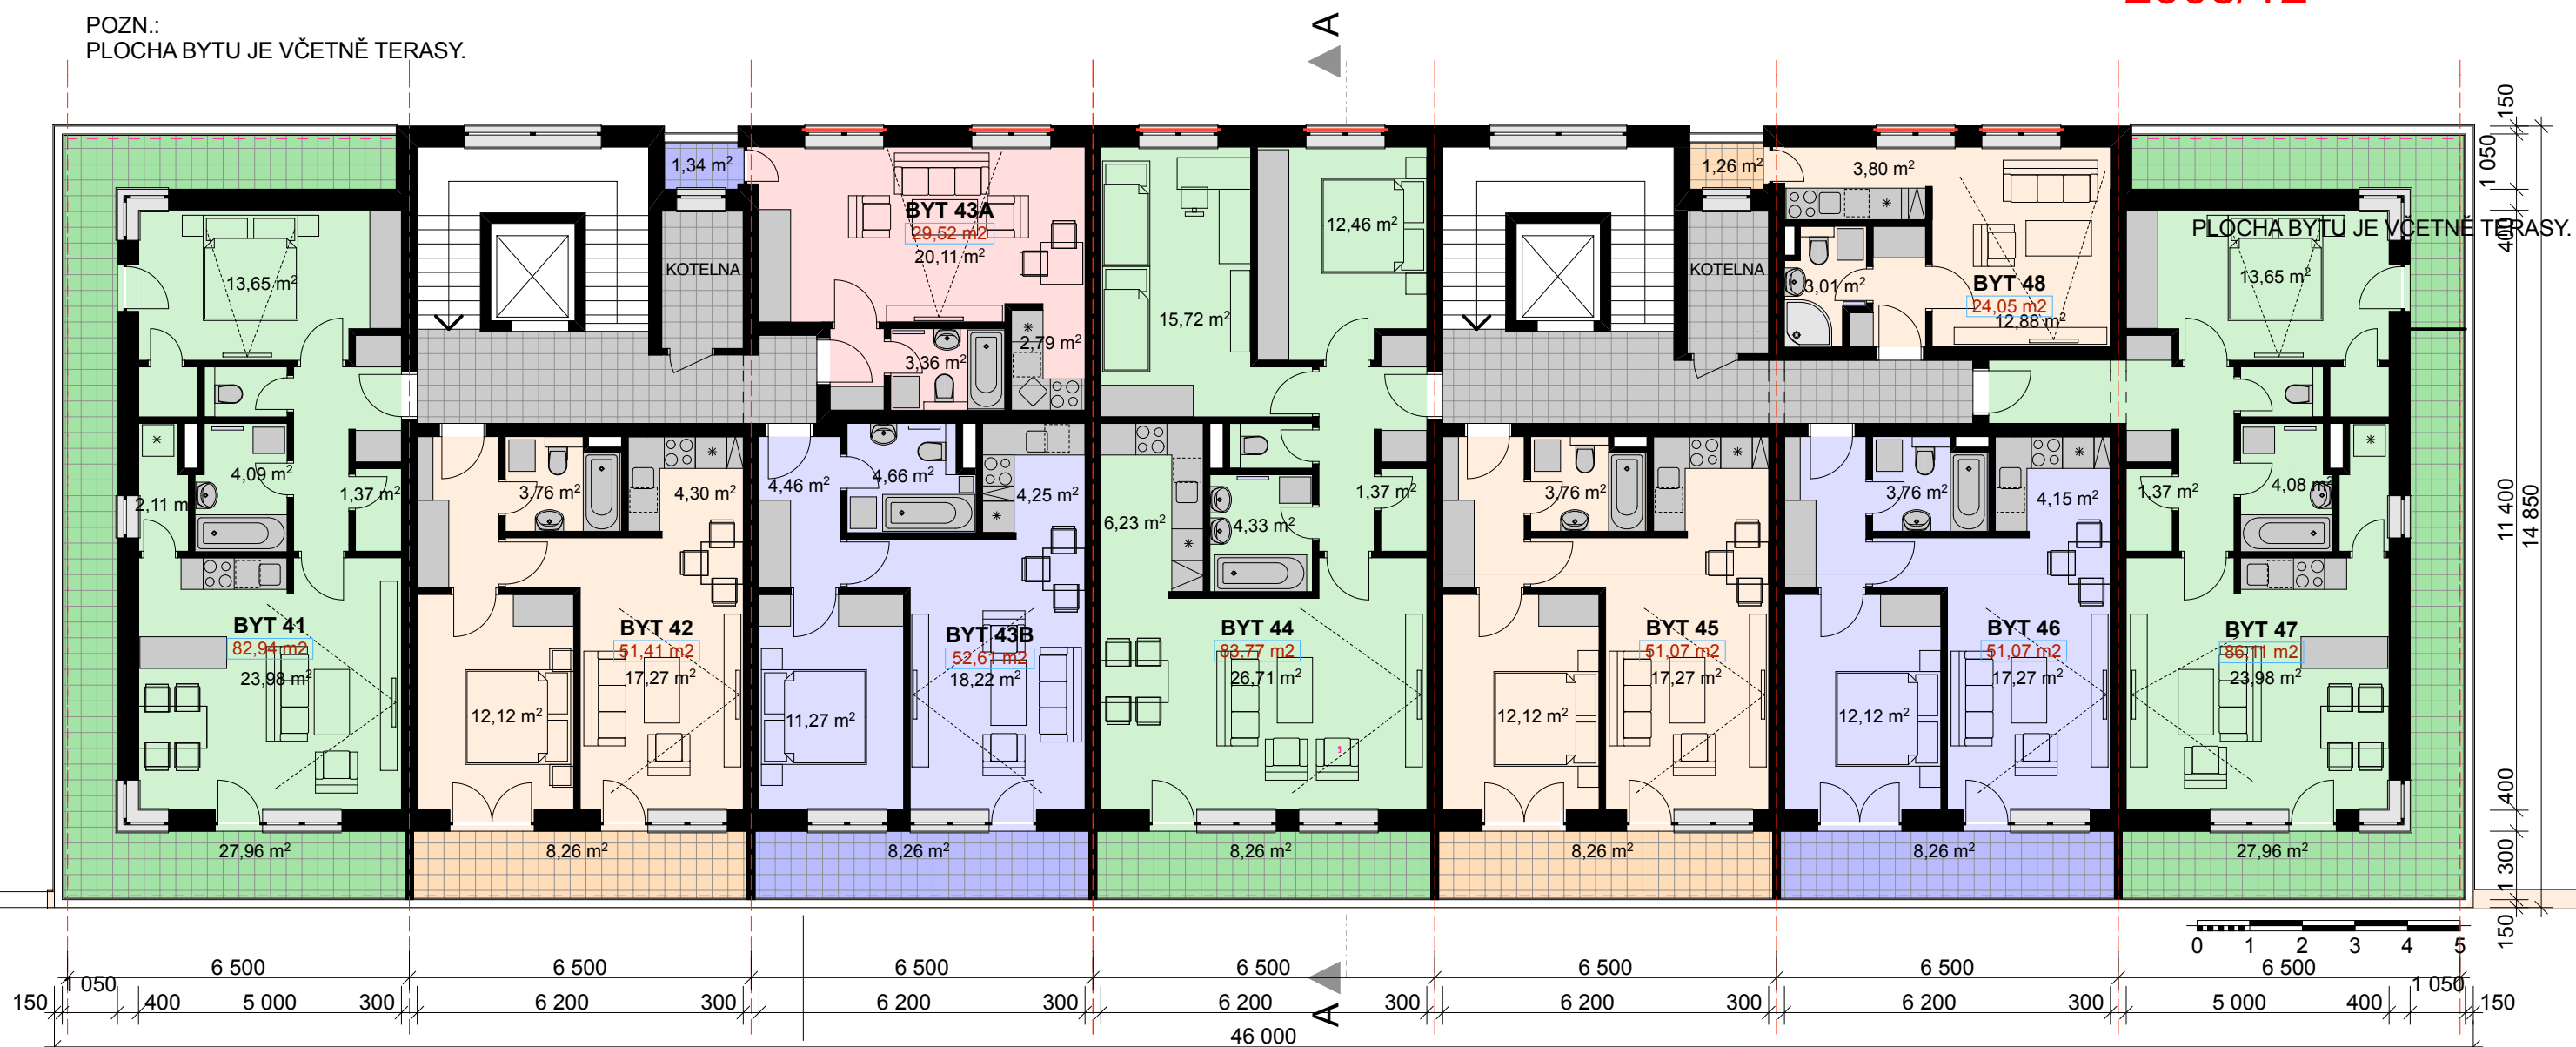 POZN.:
PLOCHA BYTU JE VČETNĚ TERASY.
A
150
1 050
400
11 400
14 850
400
1 300
150
PLOCHA BYTU JE VČETNĚ TERASY.
1,34 m²
KOTELNA
BYT 43A
29,52 m2
20,11 m²
3,36 m²
2,79 m²
12,46 m²
15,72 m²
1,26 m²
KOTELNA
3,80 m²
3,01 m²
BYT 48
24,05 m2
12,88 m²
13,65 m²
13,65 m²
4,09 m²
2,11 m
1,37 m²
3,76 m²
4,30 m²
4,46 m²
4,66 m²
4,25 m²
6,23 m²
4,33 m²
1,37 m²
3,76 m²
3,76 m²
4,15 m²
1,37 m²
4,08 m²
BYT 41
82,94 m2
23,98 m²
BYT 42
51,41 m2
17,27 m²
12,12 m²
BYT 43B
52,61 m2
18,22 m²
11,27 m²
BYT 44
83,77 m2
26,71 m²
BYT 45
51,07 m2
17,27 m²
12,12 m²
BYT 46
51,07 m2
17,27 m²
12,12 m²
BYT 47
86,11 m2
23,98 m²
27,96 m²
8,26 m²
8,26 m²
8,26 m²
8,26 m²
8,26 m²
27,96 m²
0 1 2 3 4 5
6 500 6 500 6 500 6 500 6 500 6 500 6 500
1 050 1 050
150 400 5 000 300 6 200 300 6 200 300 6 200 300 6 200 300 6 200 300 5 000 400 150
A
46 000